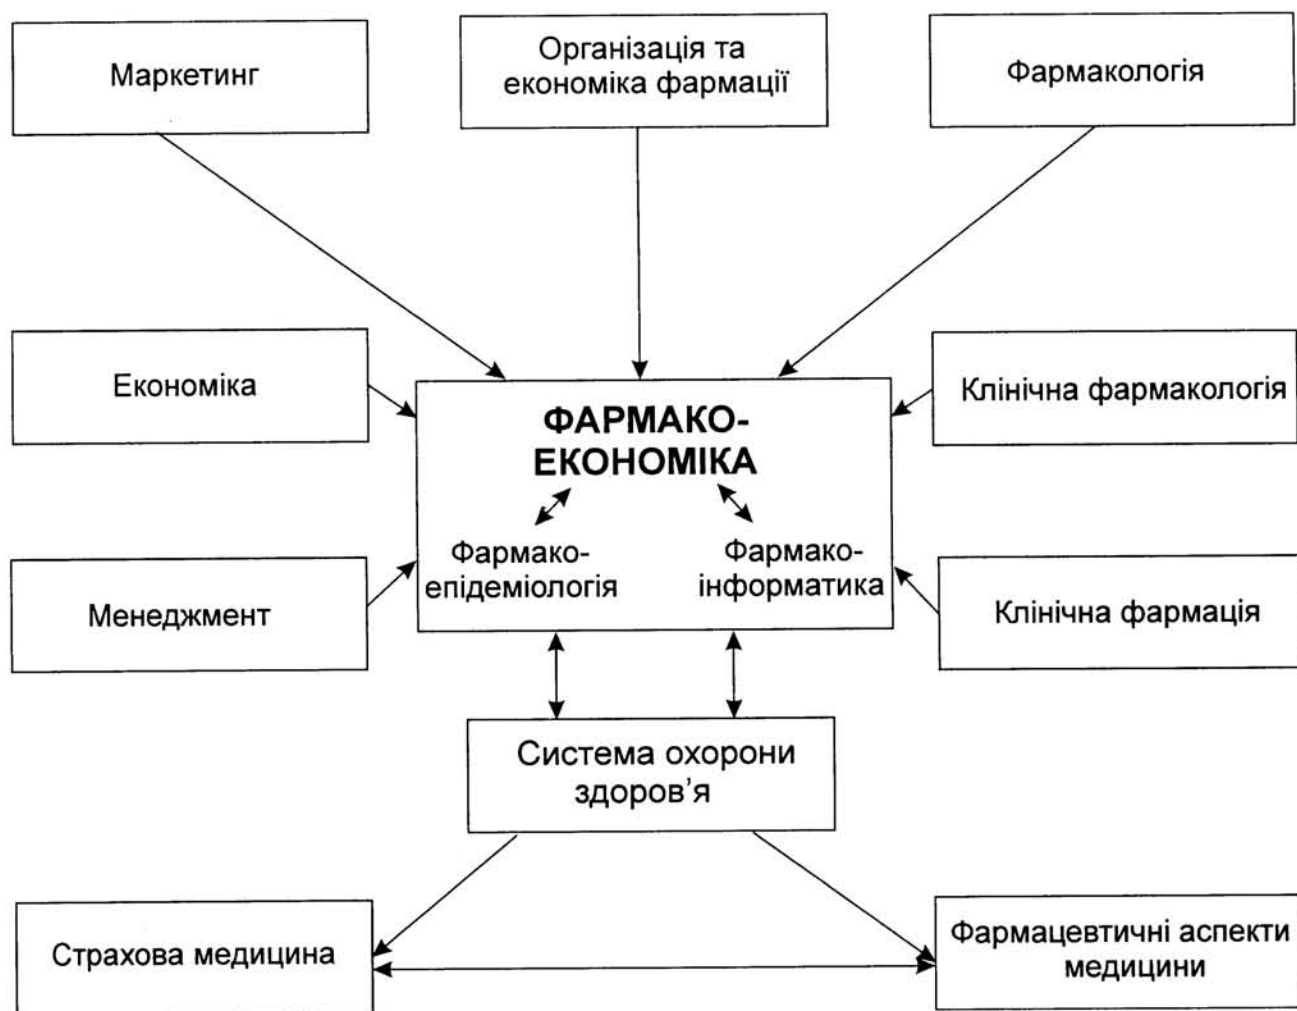 Маркетинг
Організація та
економіка фармації
Фармакологія
Економіка
Клінічна фармакологія
ФАРМАКО-
ЕКОНОМІКА
Фармако-
епідеміологія
Фармако-
інформатика
Менеджмент
Клінічна фармація
Система охорони
здоров’я
Страхова медицина
Фармацевтичні аспекти
медицини